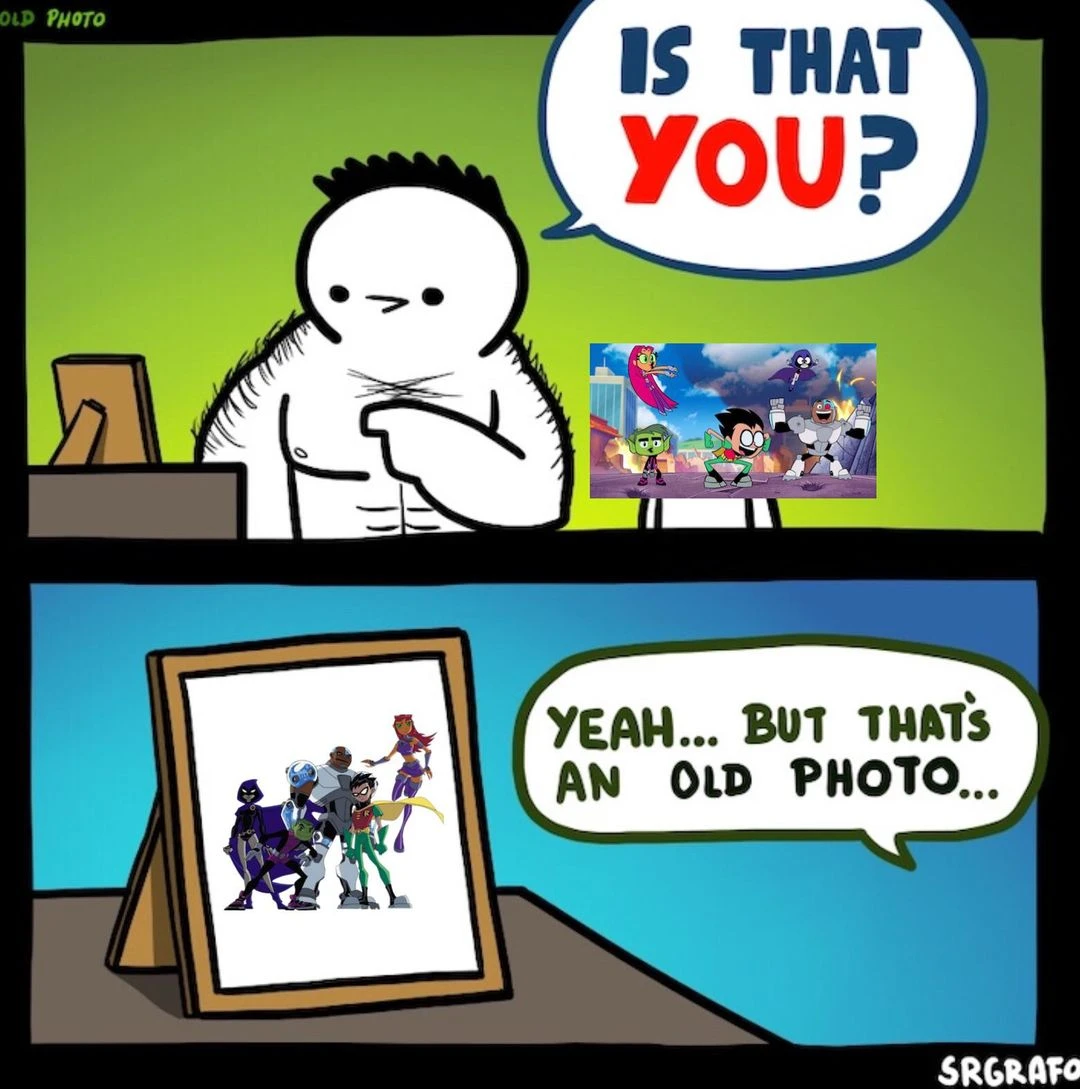 OLD PHOTO
IS THAT
YOU?
YEAH... BUT THAT'S
AN OLD PHOTO...
SRGRAFO